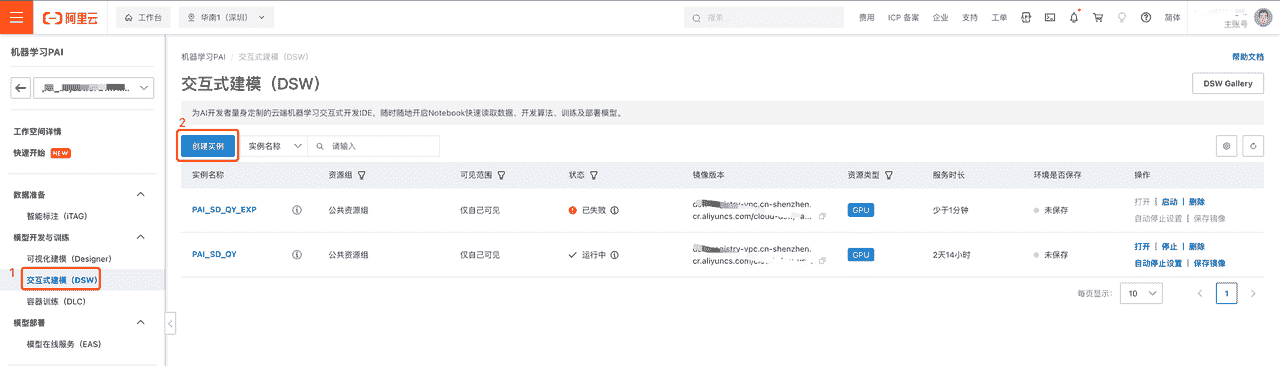 阿里云
工作台
华南1（深圳）
搜索...
费用
ICP 备案
企业
支持
工单
简体
主账号
机器学习PAI
工作空间详情
快速开始 NEW
数据准备
智能标注（iTAG）
模型开发与训练
可视化建模（Designer）
1 交互式建模（DSW）
容器训练（DLC）
模型部署
模型在线服务（EAS）
机器学习PAI / 交互式建模（DSW）
帮助文档
交互式建模（DSW）
DSW Gallery
为AI开发者量身定制的云端机器学习交互式开发IDE，随时随地开启Notebook快速读取数据、开发算法、训练及部署模型。
2
创建实例
实例名称
请输入
实例名称 资源组 可见范围 状态 镜像版本 资源类型 服务时长 环境是否保存 操作
PAI_SD_QY_EXP 公共资源组 仅自己可见 已失败 GPU 少于1分钟 未保存 打开 | 启动 | 删除
istry-vpc.cn-shenzhen.
cr.aliyuncs.com/cloud-
自动停止设置 | 保存镜像
PAI_SD_QY 公共资源组 仅自己可见 运行中 GPU 2天14小时 未保存 打开 | 停止 | 删除
istry-vpc.cn-shenzhen.
cr.aliyuncs.com/
自动停止设置 | 保存镜像
每页显示： 10
1